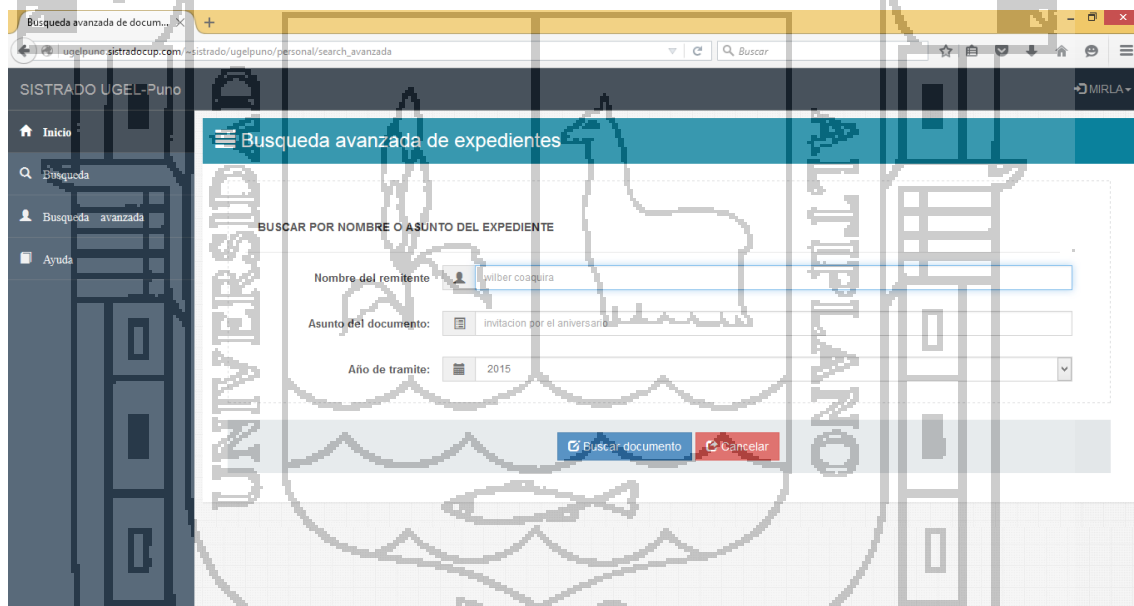 Busqueda avanzada de docum...
ugelpuno.sistradocup.com/~sistrado/ugelpuno/personal/search_avanzada
Buscar
SISTRADO UGEL-Puno
MIRLA
Inicio
Busqueda
Busqueda avanzada
Ayuda
Busqueda avanzada de expedientes
BUSCAR POR NOMBRE O ASUNTO DEL EXPEDIENTE
Nombre del remitente
wilber coaquira
Asunto del documento:
invitacion por el aniversario
Año de tramite:
2015
Buscar documento
Cancelar
UNIVERSIDAD
ALTIPLANO